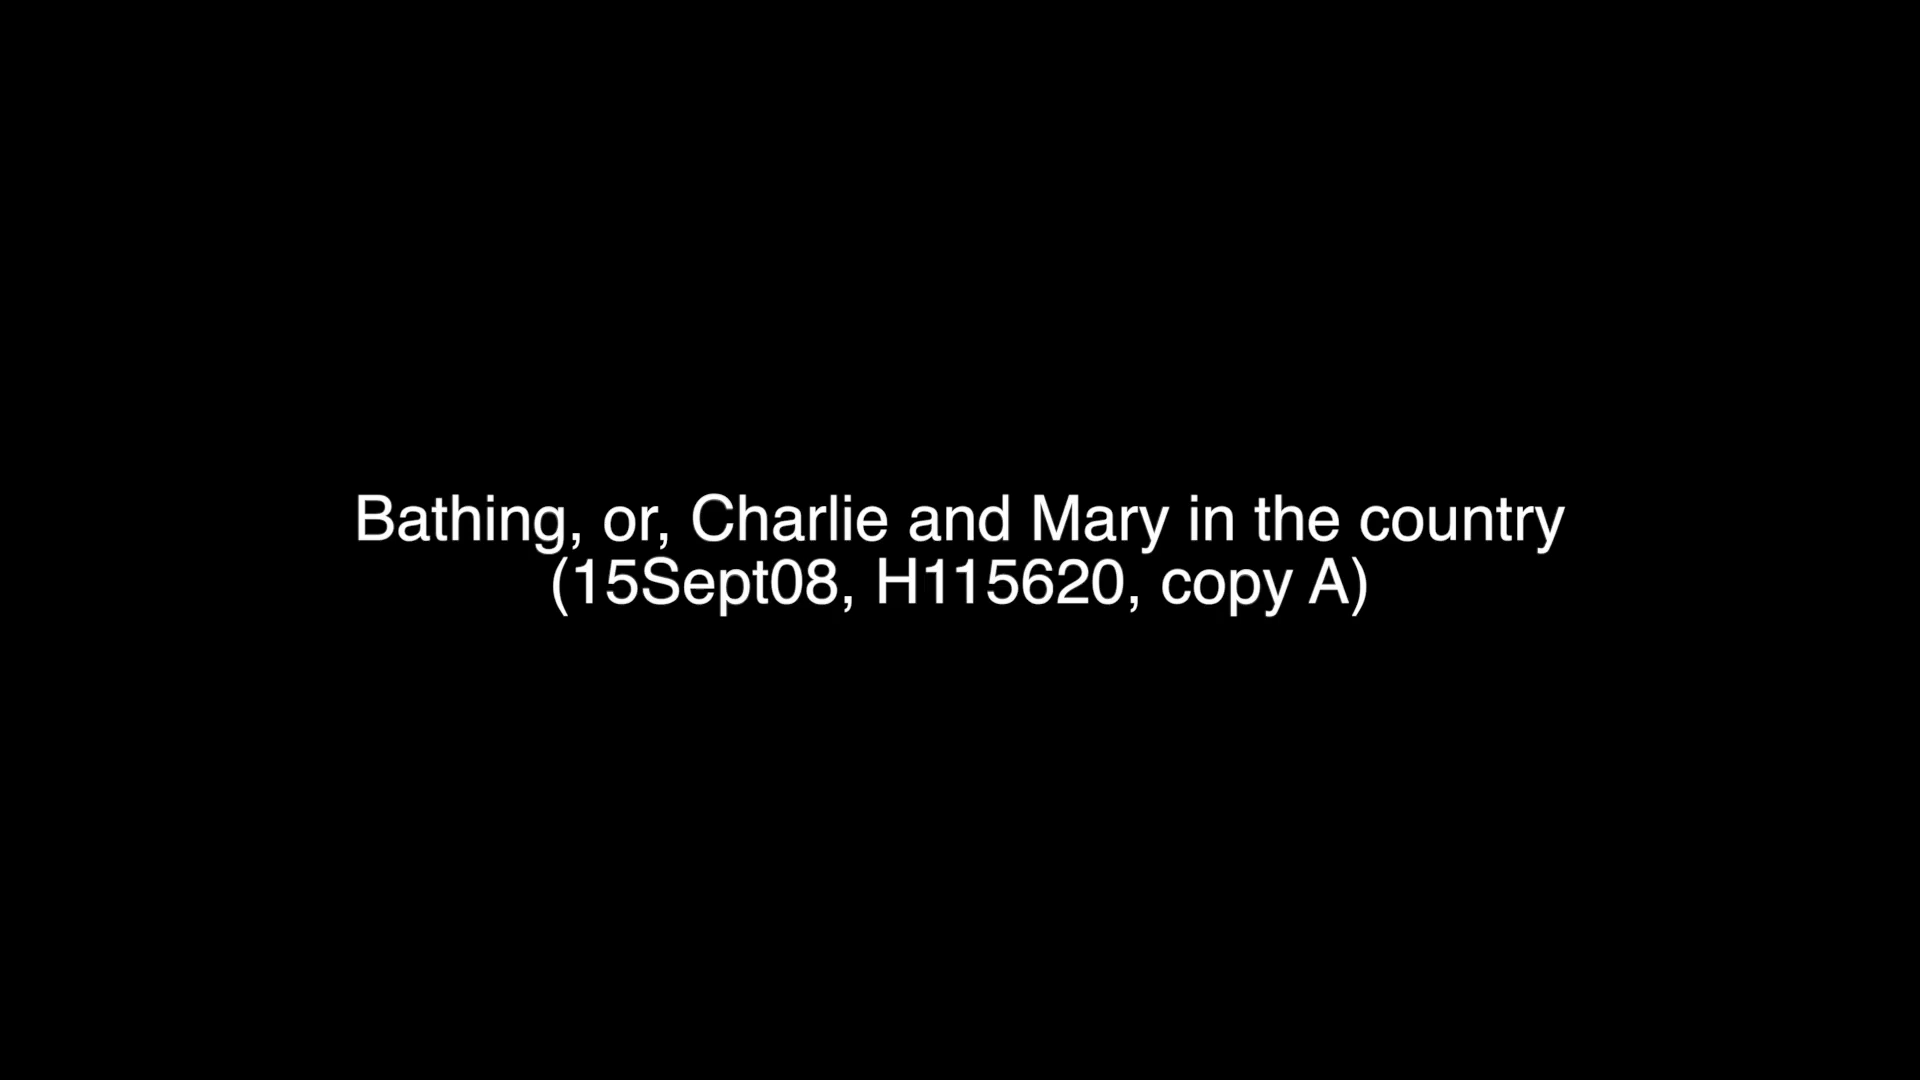 Bathing, or, Charlie and Mary in the country
(15Sept08, H115620, copy A)